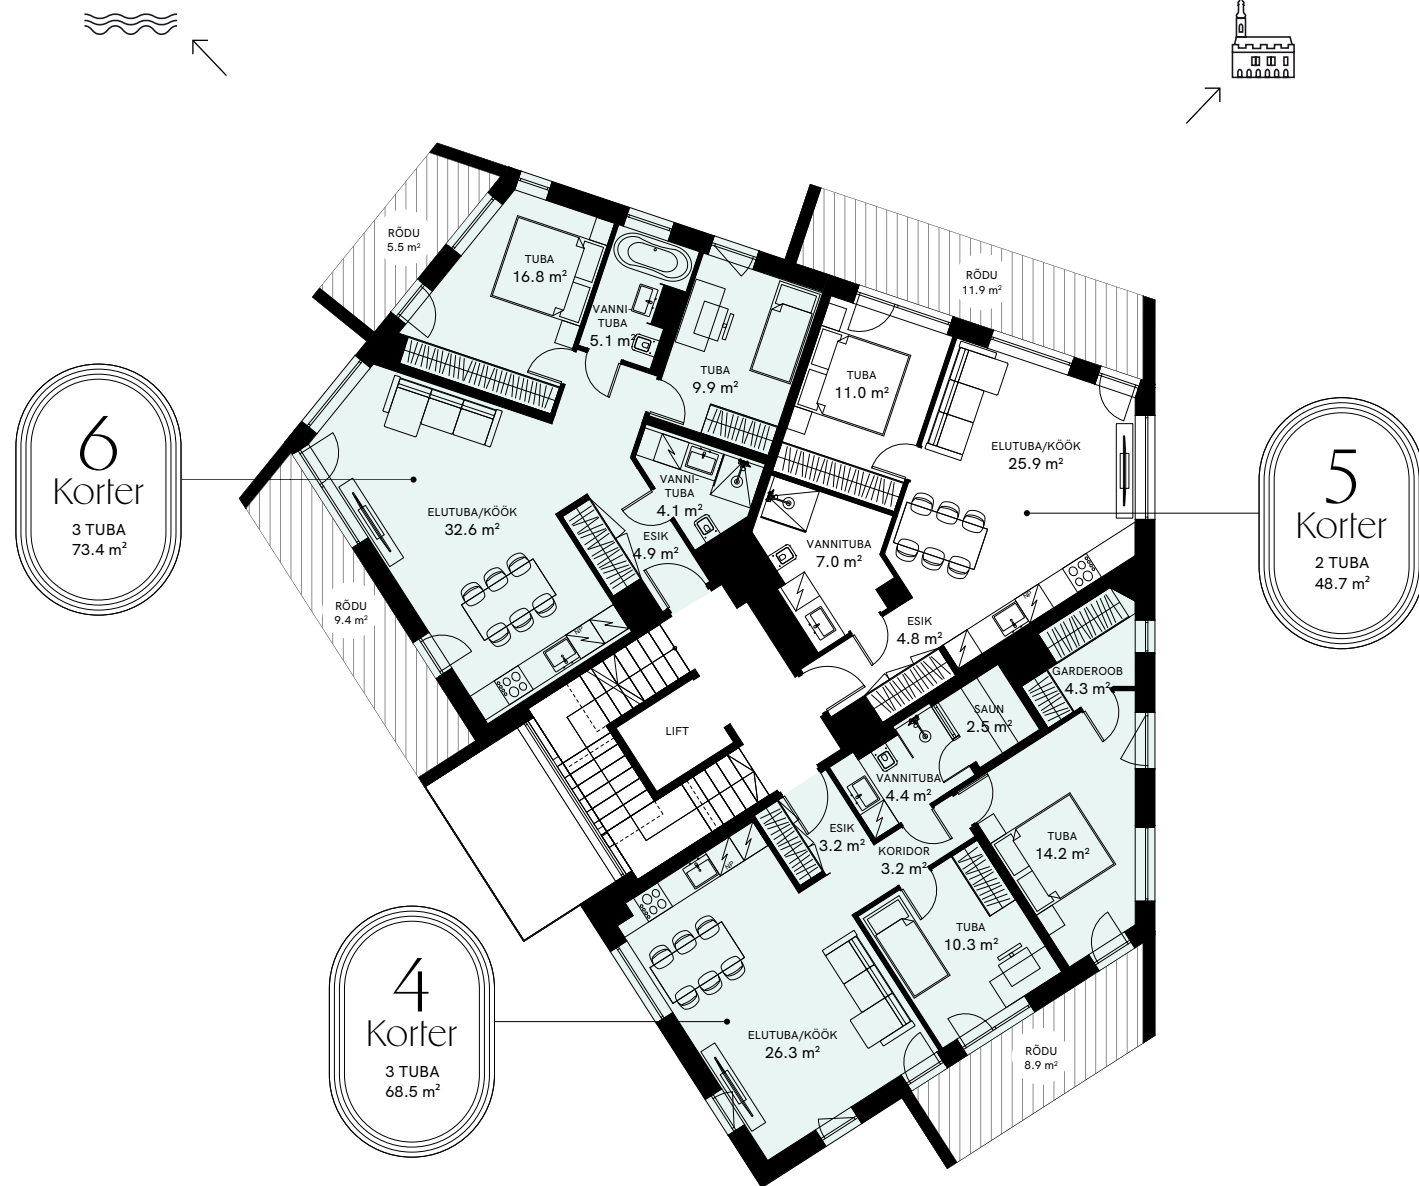 RÕDU
5.5 m²
TUBA
16.8 m²
VANNI-
TUBA
5.1 m²
TUBA
9.9 m²
RÕDU
11.9 m²
TUBA
11.0 m²
ELUTUBA/KÖÖK
25.9 m²
6
Korter
3 TUBA
73.4 m²
ELUTUBA/KÖÖK
32.6 m²
VANNI-
TUBA
4.1 m²
ESIK
4.9 m²
VANNITUBA
7.0 m²
5
Korter
2 TUBA
48.7 m²
RÕDU
9.4 m²
NP
NP
ESIK
4.8 m²
GARDEROOB
4.3 m²
SAUN
2.5 m²
LIFT
VANNITUBA
4.4 m²
ESIK
3.2 m²
KORIDOR
3.2 m²
TUBA
14.2 m²
NP
TUBA
10.3 m²
4
Korter
3 TUBA
68.5 m²
ELUTUBA/KÖÖK
26.3 m²
RÕDU
8.9 m²